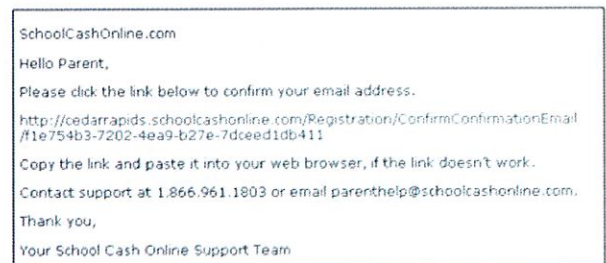 SchoolCashOnline.com
Hello Parent,
Please click the link below to confirm your email address.
http://cedarrapids.schoolcashonline.com/Registration/ConfirmConfirmationEmail
/f1e754b3-7202-4ea9-b27e-7dceed1db411
Copy the link and paste it into your web browser, if the link doesn't work.
Contact support at 1.866.961.1803 or email parenthelp@schoolcashonline.com.
Thank you,
Your School Cash Online Support Team